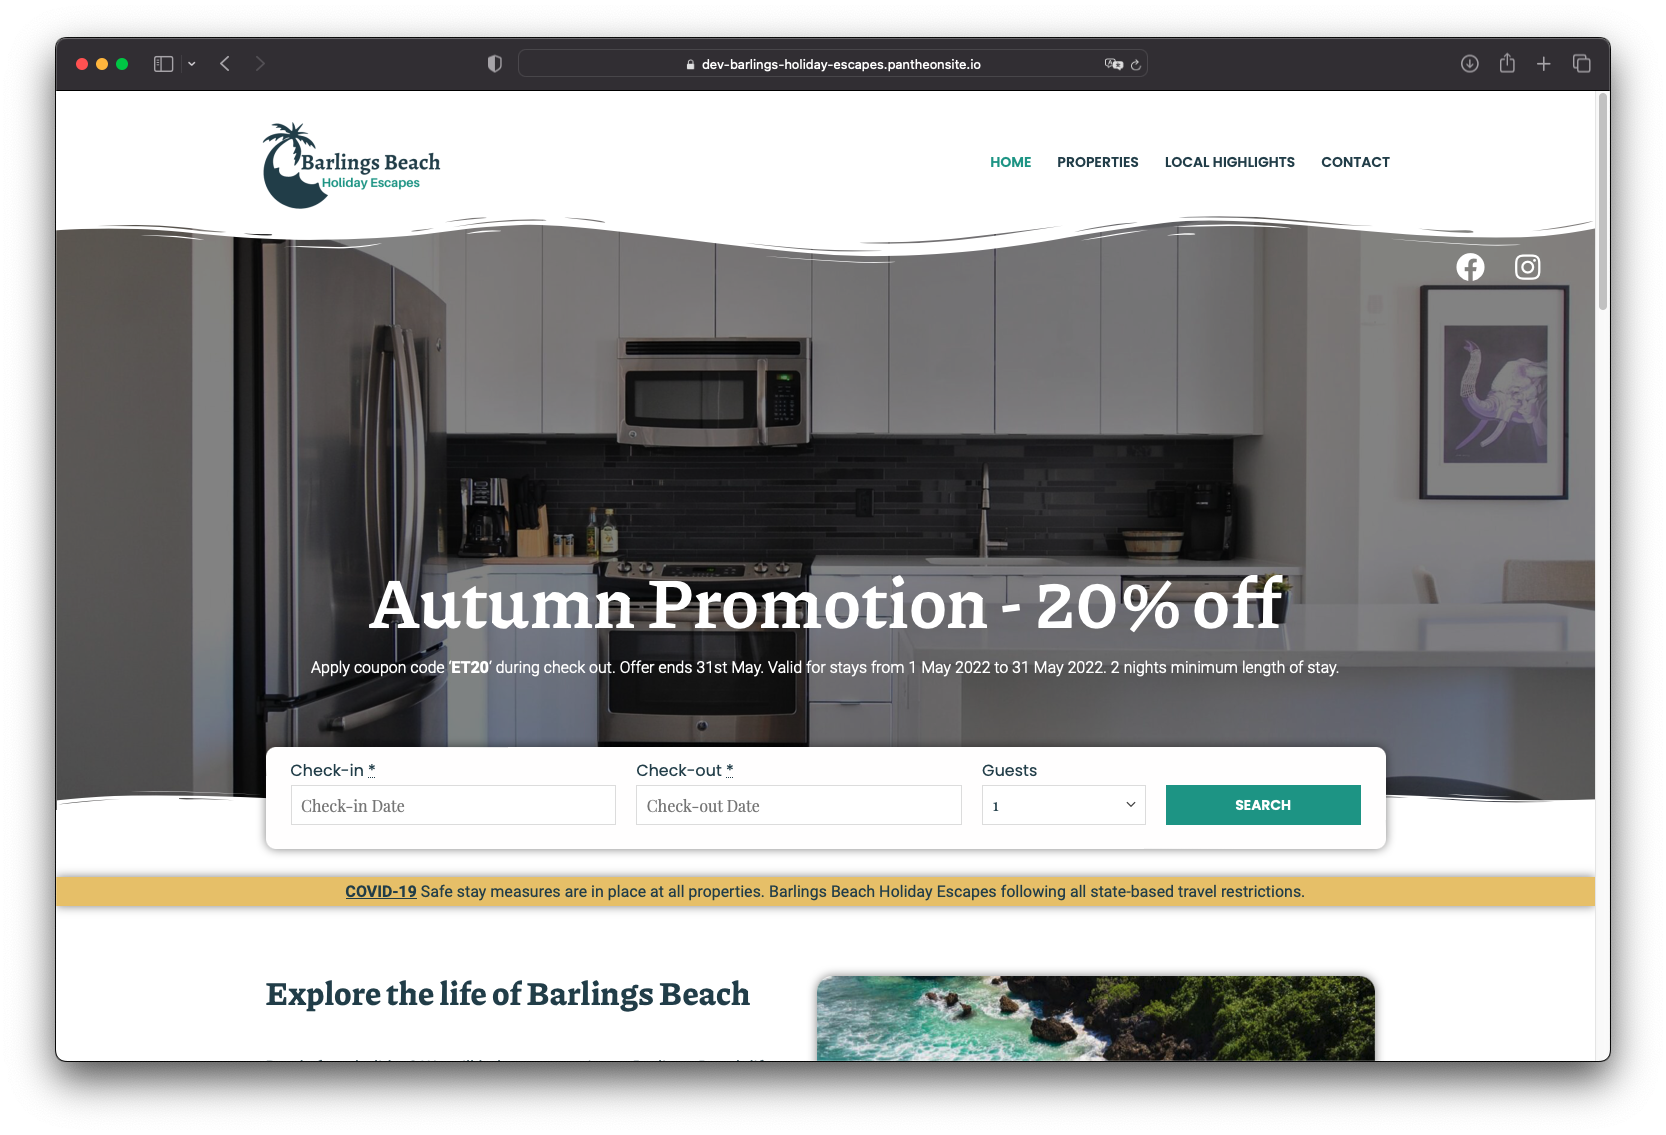 dev-barlings-holiday-escapes.pantheonsite.io
Barlings Beach
Holiday Escapes
HOME PROPERTIES LOCAL HIGHLIGHTS CONTACT
Autumn Promotion - 20% off
Apply coupon code 'ET20' during check out. Offer ends 31st May. Valid for stays from 1 May 2022 to 31 May 2022. 2 nights minimum length of stay.
Check-in * Check-out * Guests
Check-in Date Check-out Date 1 SEARCH
COVID-19 Safe stay measures are in place at all properties. Barlings Beach Holiday Escapes following all state-based travel restrictions.
Explore the life of Barlings Beach